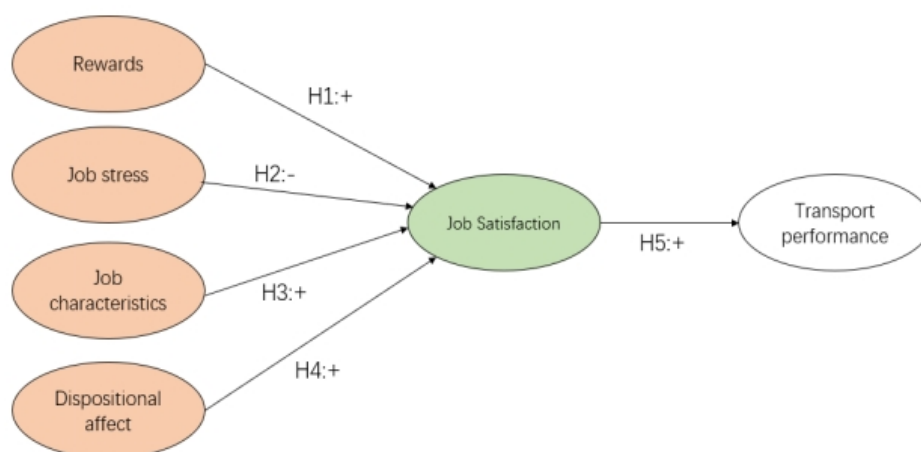 Rewards
H1:+
Job stress
H2:-
Job Satisfaction
Transport
performance
H5:+
Job
characteristics
H3:+
H4:+
Dispositional
affect